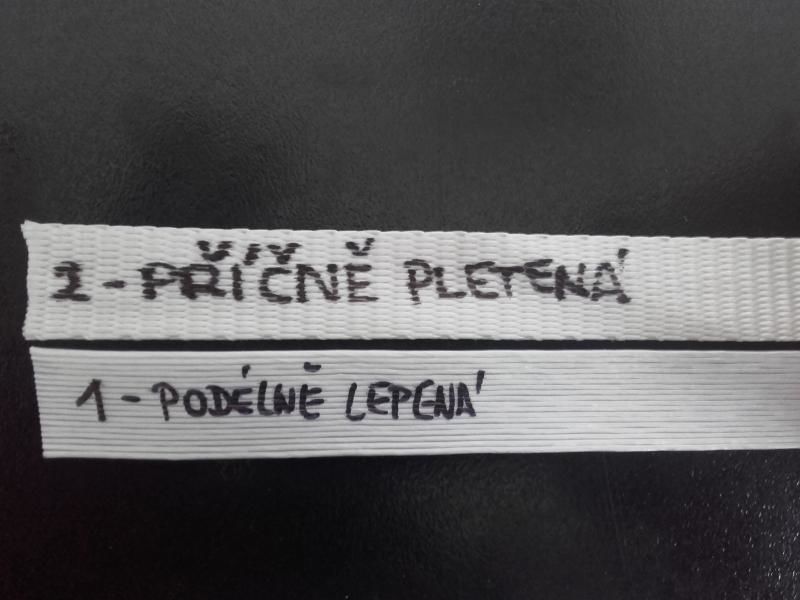 2 - PŘÍČNĚ PLETENÁ
1 - PODÉLNĚ LEPENÁ